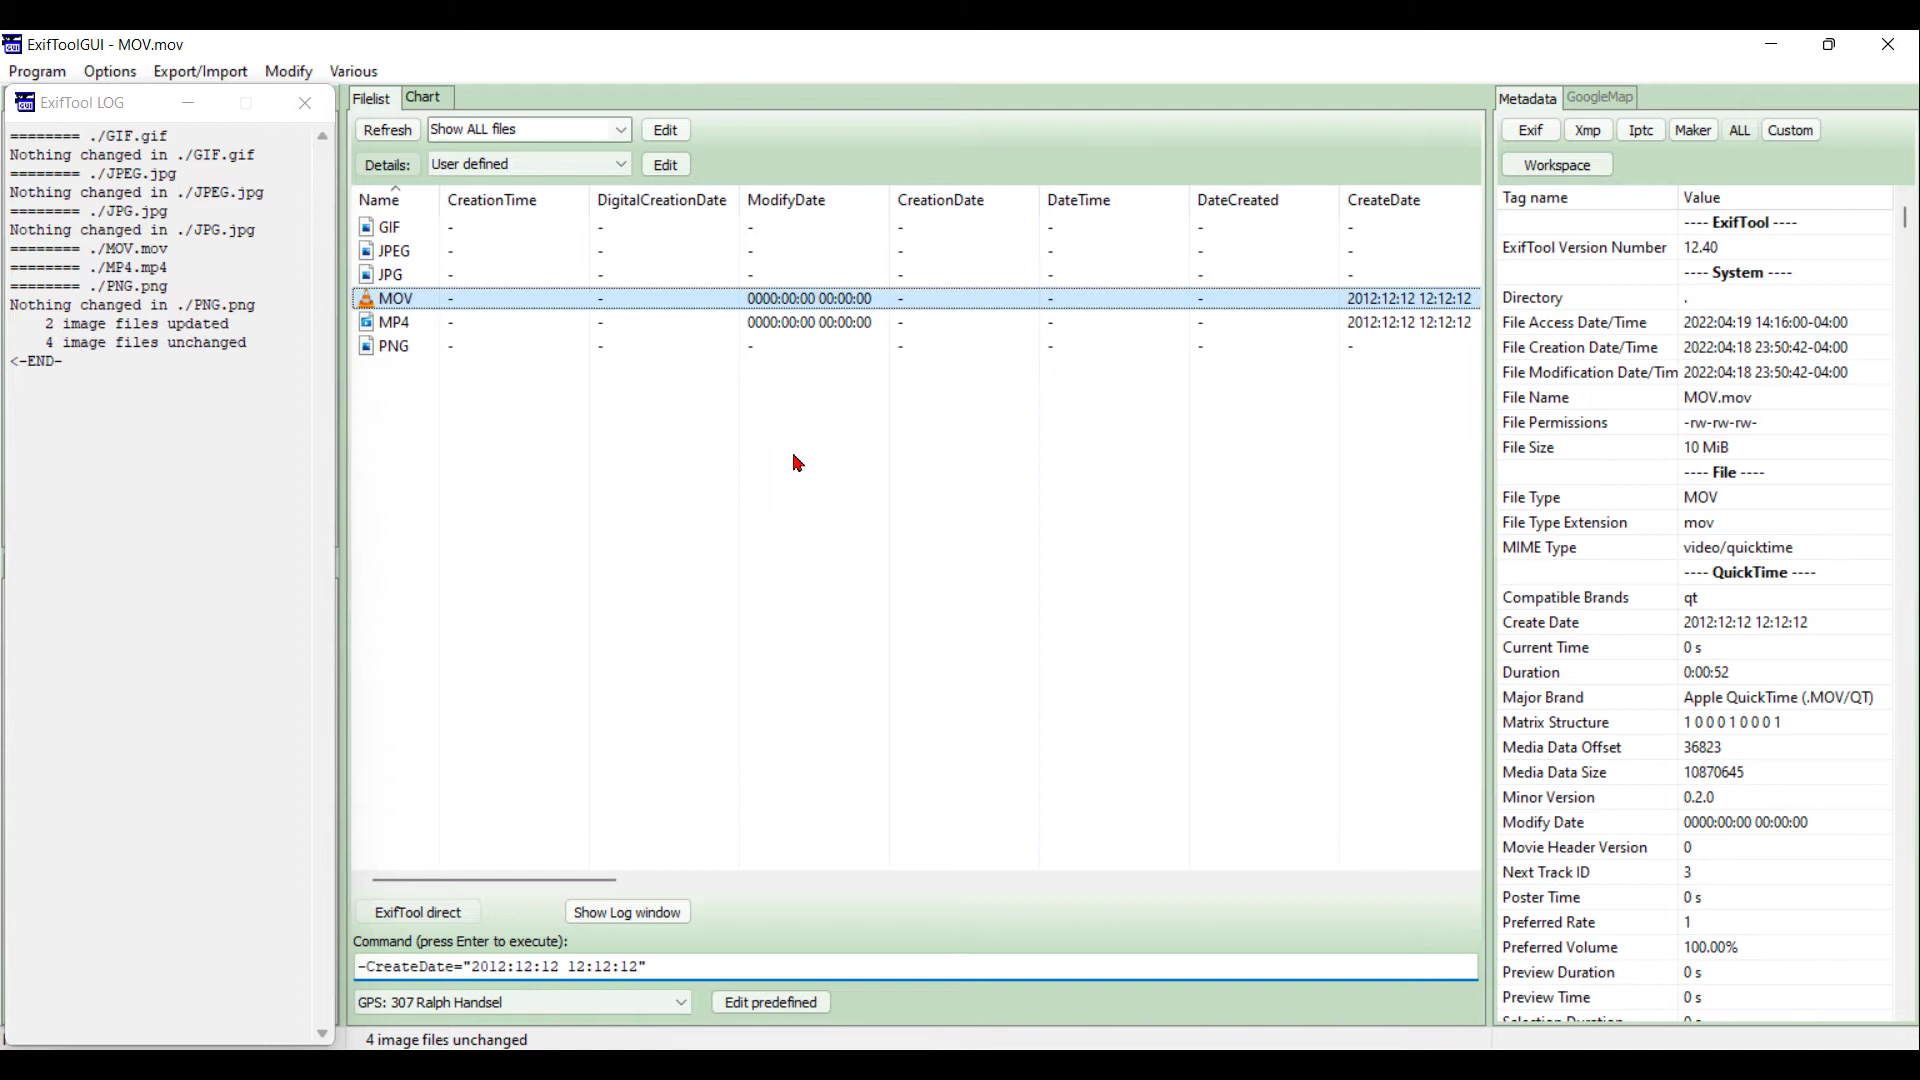 ExifToolGUI - MOV.mov
Program Options Export/Import Modify Various
ExifTool LOG
======== ./GIF.gif
Nothing changed in ./GIF.gif
======== ./JPEG.jpg
Nothing changed in ./JPEG.jpg
======== ./JPG.jpg
Nothing changed in ./JPG.jpg
======== ./MOV.mov
======== ./MP4.mp4
======== ./PNG.png
Nothing changed in ./PNG.png
2 image files updated
4 image files unchanged
<-END-
Filelist Chart
Refresh Show ALL files Edit
Details: User defined Edit
Name CreationTime DigitalCreationDate ModifyDate CreationDate DateTime DateCreated CreateDate
GIF - - - - - - -
JPEG - - - - - - -
JPG - - - - - - -
MOV - - 0000:00:00 00:00:00 - - - 2012:12:12 12:12:12
MP4 - - 0000:00:00 00:00:00 - - - 2012:12:12 12:12:12
PNG - - - - - - -
ExifTool direct Show Log window
Command (press Enter to execute):
-CreateDate="2012:12:12 12:12:12"
GPS: 307 Ralph Handsel Edit predefined
4 image files unchanged
Metadata GoogleMap
Exif Xmp Iptc Maker ALL Custom
Workspace
Tag name Value
---- ExifTool ----
ExifTool Version Number 12.40
---- System ----
Directory .
File Access Date/Time 2022:04:19 14:16:00-04:00
File Creation Date/Time 2022:04:18 23:50:42-04:00
File Modification Date/Tim 2022:04:18 23:50:42-04:00
File Name MOV.mov
File Permissions -rw-rw-rw-
File Size 10 MiB
---- File ----
File Type MOV
File Type Extension mov
MIME Type video/quicktime
---- QuickTime ----
Compatible Brands qt
Create Date 2012:12:12 12:12:12
Current Time 0 s
Duration 0:00:52
Major Brand Apple QuickTime (.MOV/QT)
Matrix Structure 1 0 0 0 1 0 0 0 1
Media Data Offset 36823
Media Data Size 10870645
Minor Version 0.2.0
Modify Date 0000:00:00 00:00:00
Movie Header Version 0
Next Track ID 3
Poster Time 0 s
Preferred Rate 1
Preferred Volume 100.00%
Preview Duration 0 s
Preview Time 0 s